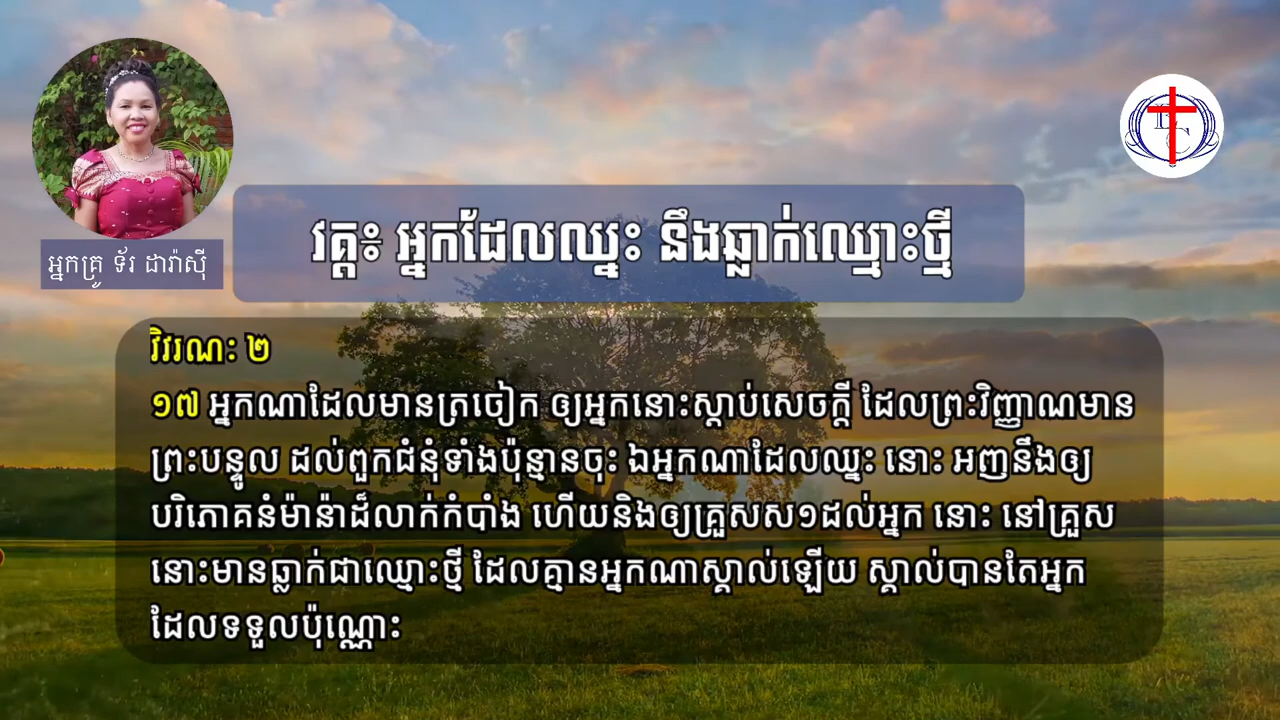 វគ្គ៖ អ្នកដែលឈ្នះ នឹងឆ្លាក់ឈ្មោះថ្មី
អ្នកគ្រូ ទ័រ ដារ៉ាស៊ី
វិវរណៈ ២
១៧ អ្នកណាដែលមានត្រចៀក ឲ្យអ្នកនោះស្តាប់សេចក្តី ដែលព្រះវិញ្ញាណមាន
ព្រះបន្ទូល ដល់ពួកជំនុំទាំងប៉ុន្មានចុះ ឯអ្នកណាដែលឈ្នះ នោះ អញនឹងឲ្យ
បរិភោគនំម៉ាន៉ាដ៏លាក់កំបាំង ហើយនិងឲ្យគ្រួសស១ដល់អ្នក នោះ នៅគ្រួស
នោះមានឆ្លាក់ជាឈ្មោះថ្មី ដែលគ្មានអ្នកណាស្គាល់ឡើយ ស្គាល់បានតែអ្នក
ដែលទទួលប៉ុណ្ណោះ